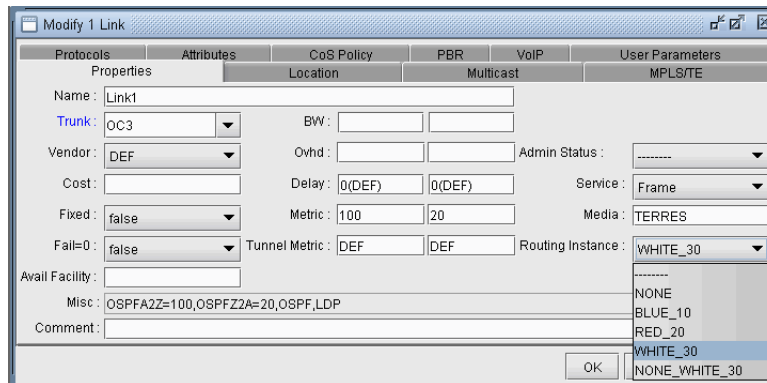 Modify 1 Link
Protocols Attributes CoS Policy PBR VoIP User Parameters
Properties Location Multicast MPLS/TE
Name : Link1
Trunk : OC3 BW :
Vendor : DEF Ovhd : Admin Status : --------
Cost : Delay : 0(DEF) 0(DEF) Service : Frame
Fixed : false Metric : 100 20 Media : TERRES
Fail=0 : false Tunnel Metric : DEF DEF Routing Instance : WHITE_30
Avail Facility :
--------
NONE
BLUE_10
RED_20
WHITE_30
NONE_WHITE_30
Misc : OSPFA2Z=100,OSPFZ2A=20,OSPF,LDP
Comment :
OK